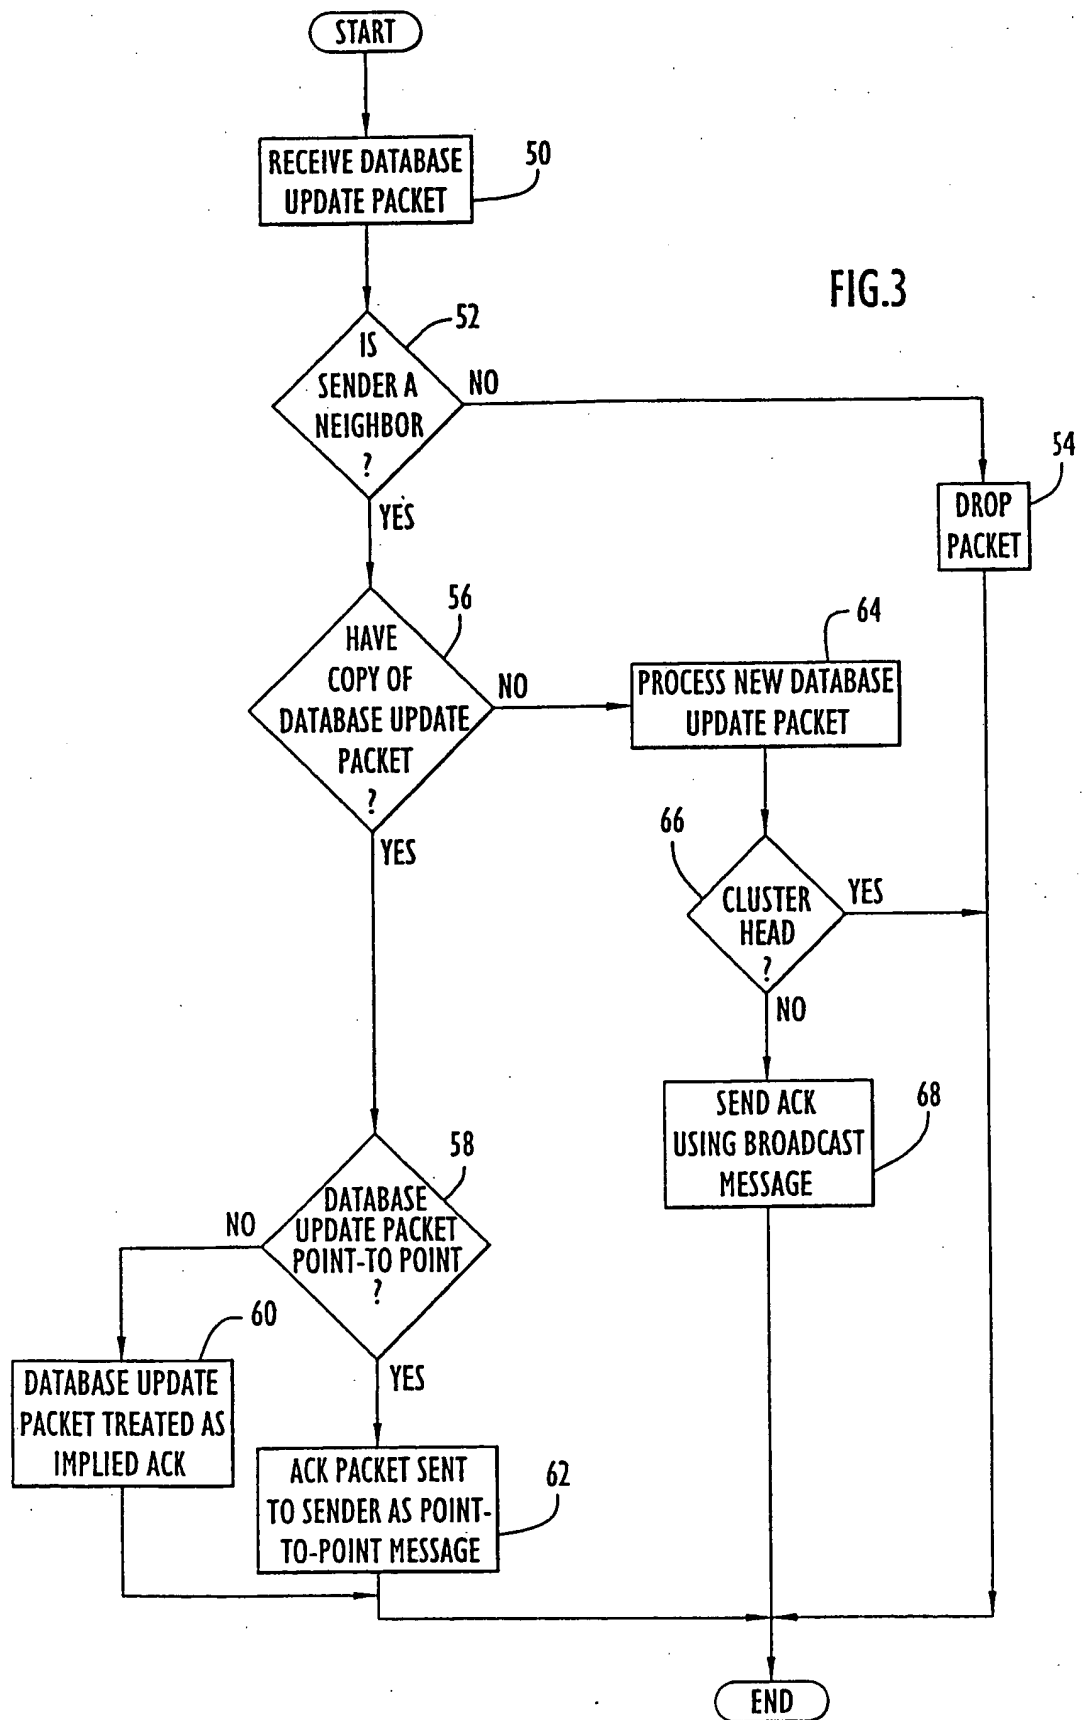 START
RECEIVE DATABASE
UPDATE PACKET
50
FIG.3
52
IS
SENDER A
NEIGHBOR
?
NO
YES
54
DROP
PACKET
56
HAVE
COPY OF
DATABASE UPDATE
PACKET
?
NO
YES
64
PROCESS NEW DATABASE
UPDATE PACKET
66
CLUSTER
HEAD
?
YES
NO
68
SEND ACK
USING BROADCAST
MESSAGE
58
DATABASE
UPDATE PACKET
POINT-TO POINT
?
NO
YES
60
DATABASE UPDATE
PACKET TREATED AS
IMPLIED ACK
62
ACK PACKET SENT
TO SENDER AS POINT-
TO-POINT MESSAGE
END